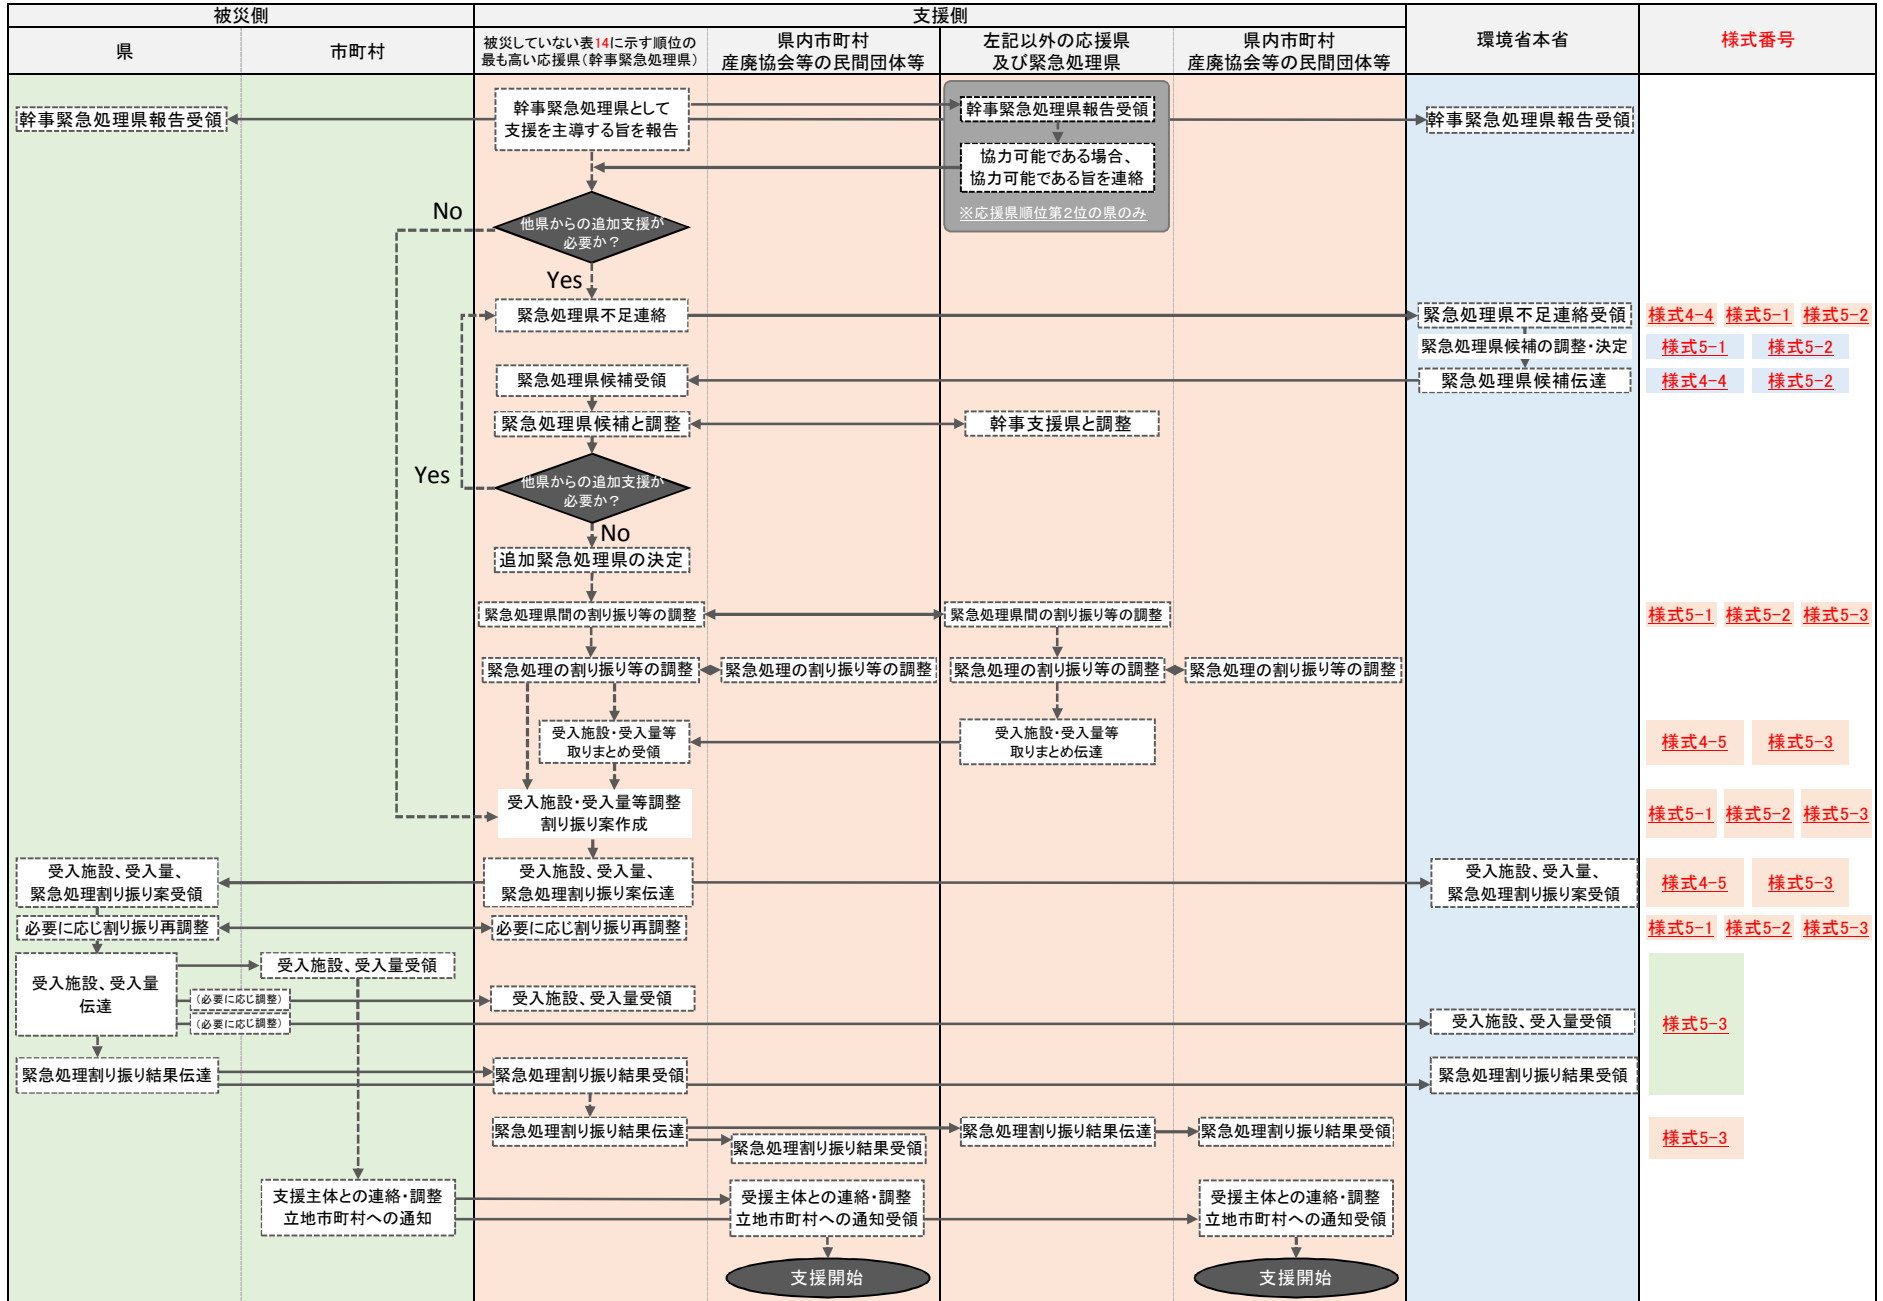 被災側
支援側
県
市町村
被災していない表14に示す順位の
最も高い応援県(幹事緊急処理県)
県内市町村
産廃協会等の民間団体等
左記以外の応援県
及び緊急処理県
県内市町村
産廃協会等の民間団体等
環境省本省
様式番号
幹事緊急処理県報告受領
幹事緊急処理県として
支援を主導する旨を報告
幹事緊急処理県報告受領
幹事緊急処理県報告受領
協力可能である場合、
協力可能である旨を連絡
※応援県順位第2位の県のみ
No
他県からの追加支援が
必要か?
Yes
緊急処理県不足連絡
緊急処理県不足連絡受領
様式4-4 様式5-1 様式5-2
緊急処理県候補の調整・決定
様式5-1 様式5-2
緊急処理県候補受領
緊急処理県候補伝達
様式4-4 様式5-2
緊急処理県候補と調整
幹事支援県と調整
Yes
他県からの追加支援が
必要か?
No
追加緊急処理県の決定
緊急処理県間の割り振り等の調整
緊急処理県間の割り振り等の調整
様式5-1 様式5-2 様式5-3
緊急処理の割り振り等の調整
緊急処理の割り振り等の調整
緊急処理の割り振り等の調整
緊急処理の割り振り等の調整
受入施設・受入量等
取りまとめ受領
受入施設・受入量等
取りまとめ伝達
様式4-5 様式5-3
受入施設・受入量等調整
割り振り案作成
様式5-1 様式5-2 様式5-3
受入施設、受入量、
緊急処理割り振り案受領
受入施設、受入量、
緊急処理割り振り案伝達
受入施設、受入量、
緊急処理割り振り案受領
様式4-5 様式5-3
必要に応じ割り振り再調整
必要に応じ割り振り再調整
様式5-1 様式5-2 様式5-3
受入施設、受入量
伝達
受入施設、受入量受領
(必要に応じ調整)
受入施設、受入量受領
(必要に応じ調整)
受入施設、受入量受領
様式5-3
緊急処理割り振り結果伝達
緊急処理割り振り結果受領
緊急処理割り振り結果受領
緊急処理割り振り結果伝達
緊急処理割り振り結果受領
緊急処理割り振り結果伝達
緊急処理割り振り結果受領
様式5-3
支援主体との連絡・調整
立地市町村への通知
受援主体との連絡・調整
立地市町村への通知受領
受援主体との連絡・調整
立地市町村への通知受領
支援開始
支援開始